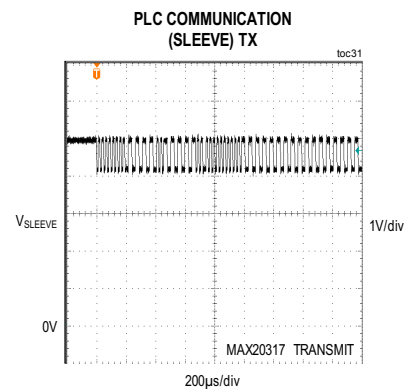 PLC COMMUNICATION
(SLEEVE) TX
toc31
T
VSLEEVE
1V/div
0V
MAX20317 TRANSMIT
200µs/div